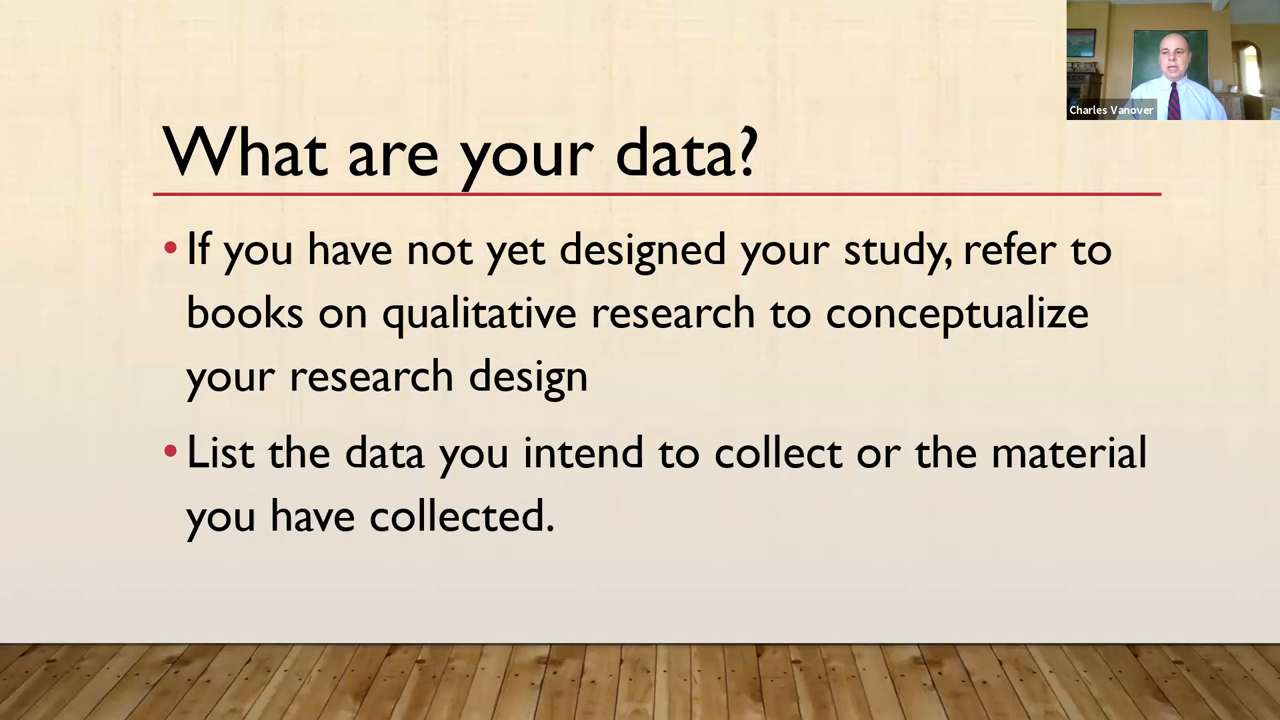 What are your data?
• If you have not yet designed your study, refer to
books on qualitative research to conceptualize
your research design
• List the data you intend to collect or the material
you have collected.
Charles Vanover